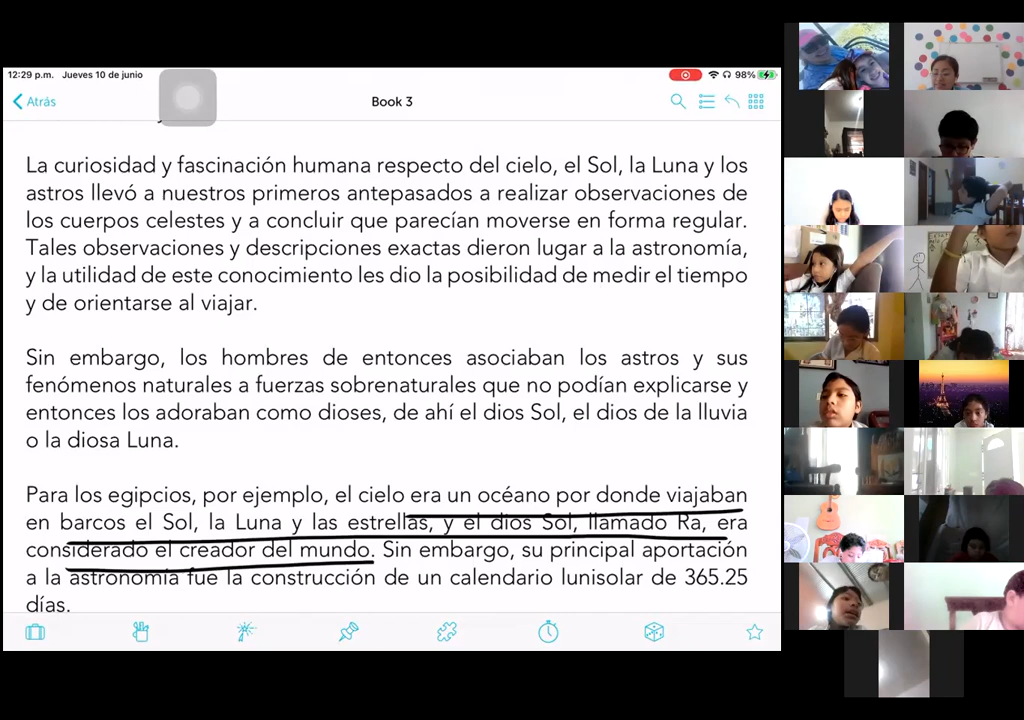 12:29 p.m. Jueves 10 de junio
98%
Atrás
Book 3
La curiosidad y fascinación humana respecto del cielo, el Sol, la Luna y los
astros llevó a nuestros primeros antepasados a realizar observaciones de
los cuerpos celestes y a concluir que parecían moverse en forma regular.
Tales observaciones y descripciones exactas dieron lugar a la astronomía,
y la utilidad de este conocimiento les dio la posibilidad de medir el tiempo
y de orientarse al viajar.
Sin embargo, los hombres de entonces asociaban los astros y sus
fenómenos naturales a fuerzas sobrenaturales que no podían explicarse y
entonces los adoraban como dioses, de ahí el dios Sol, el dios de la lluvia
o la diosa Luna.
Para los egipcios, por ejemplo, el cielo era un océano por donde viajaban
en barcos el Sol, la Luna y las estrellas, y el dios Sol, llamado Ra, era
considerado el creador del mundo. Sin embargo, su principal aportación
a la astronomía fue la construcción de un calendario lunisolar de 365.25
días.